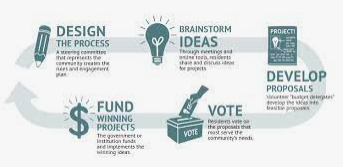 DESIGN
THE PROCESS
A steering committee
that represents the
community creates the
rules and engagement
plan.
BRAINSTORM
IDEAS
Through meetings and
online tools, residents
share and discuss ideas
for projects
PROJECT!
DEVELOP
PROPOSALS
Volunteer "budget delegates"
develop the ideas into
feasible proposals.
VOTE
VOTE
Residents vote on
the proposals that
most serve the
community's needs.
FUND
WINNING
PROJECTS
The government or
institution funds
and implements the
winning ideas.